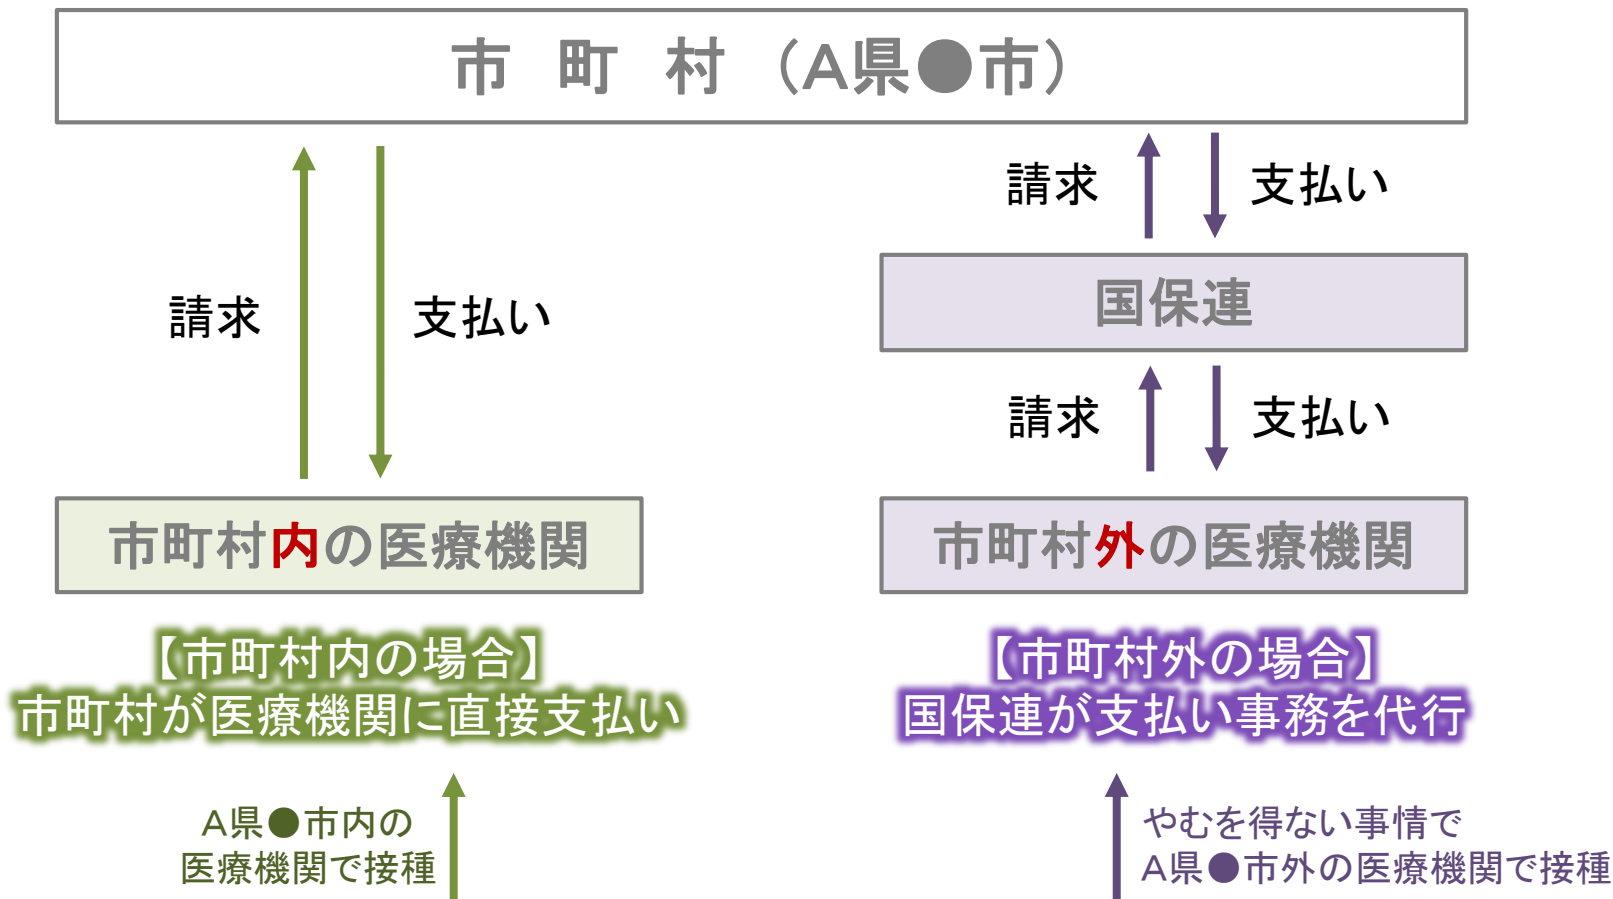 市　町　村　（A県●市）
請求
支払い
請求
支払い
国保連
請求
支払い
市町村内の医療機関
市町村外の医療機関
【市町村内の場合】
市町村が医療機関に直接支払い
【市町村外の場合】
国保連が支払い事務を代行
A県●市内の
医療機関で接種
やむを得ない事情で
A県●市外の医療機関で接種